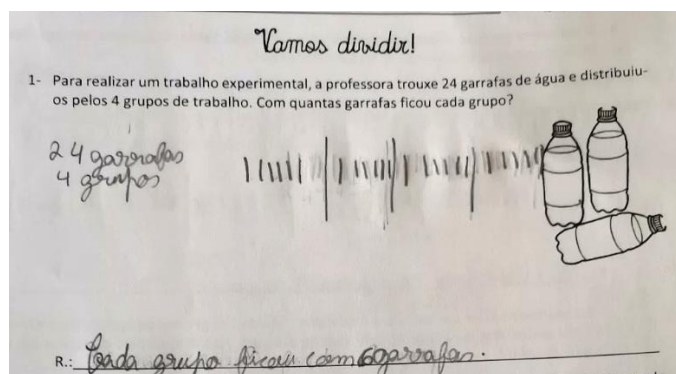 Vamos dividir!
1- Para realizar um trabalho experimental, a professora trouxe 24 garrafas de água e distribuiu-
os pelos 4 grupos de trabalho. Com quantas garrafas ficou cada grupo?
24 garrafas
4 grupos
R.: Cada grupo ficou com 6 garrafas.